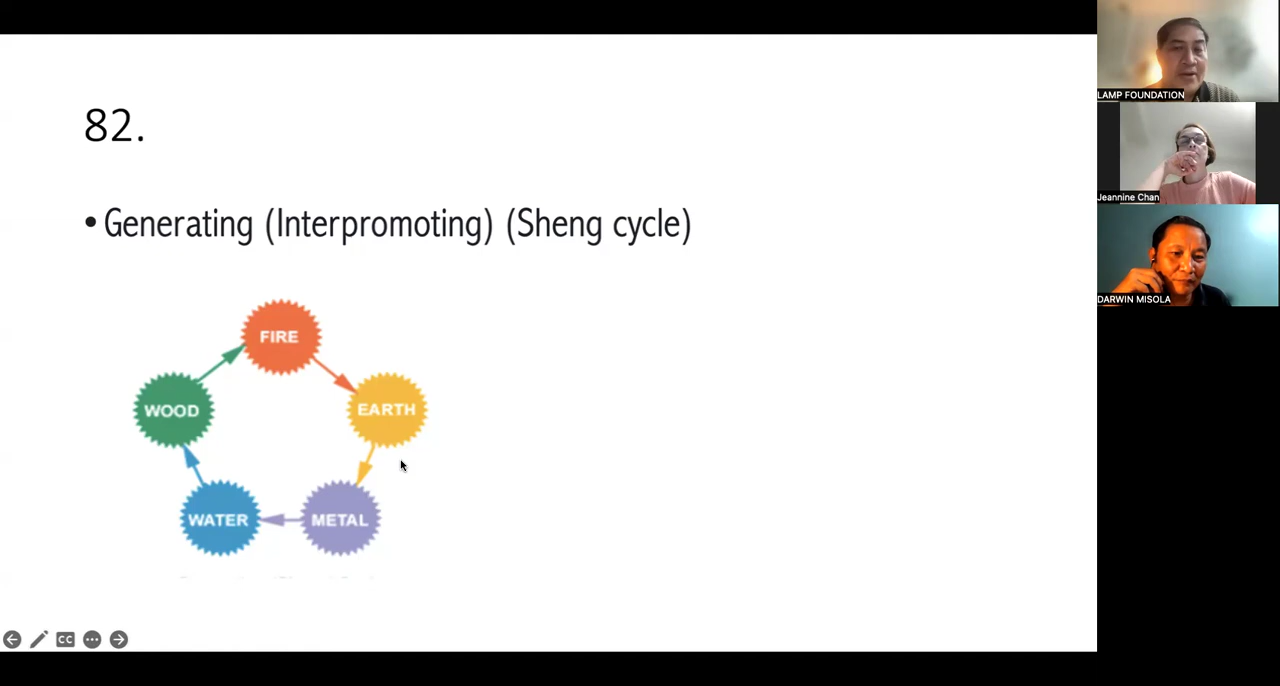 82.
• Generating (Interpromoting) (Sheng cycle)
FIRE
WOOD
EARTH
WATER
METAL
CC
LAMP FOUNDATION
Jeannine Chan
DARWIN MISOLA